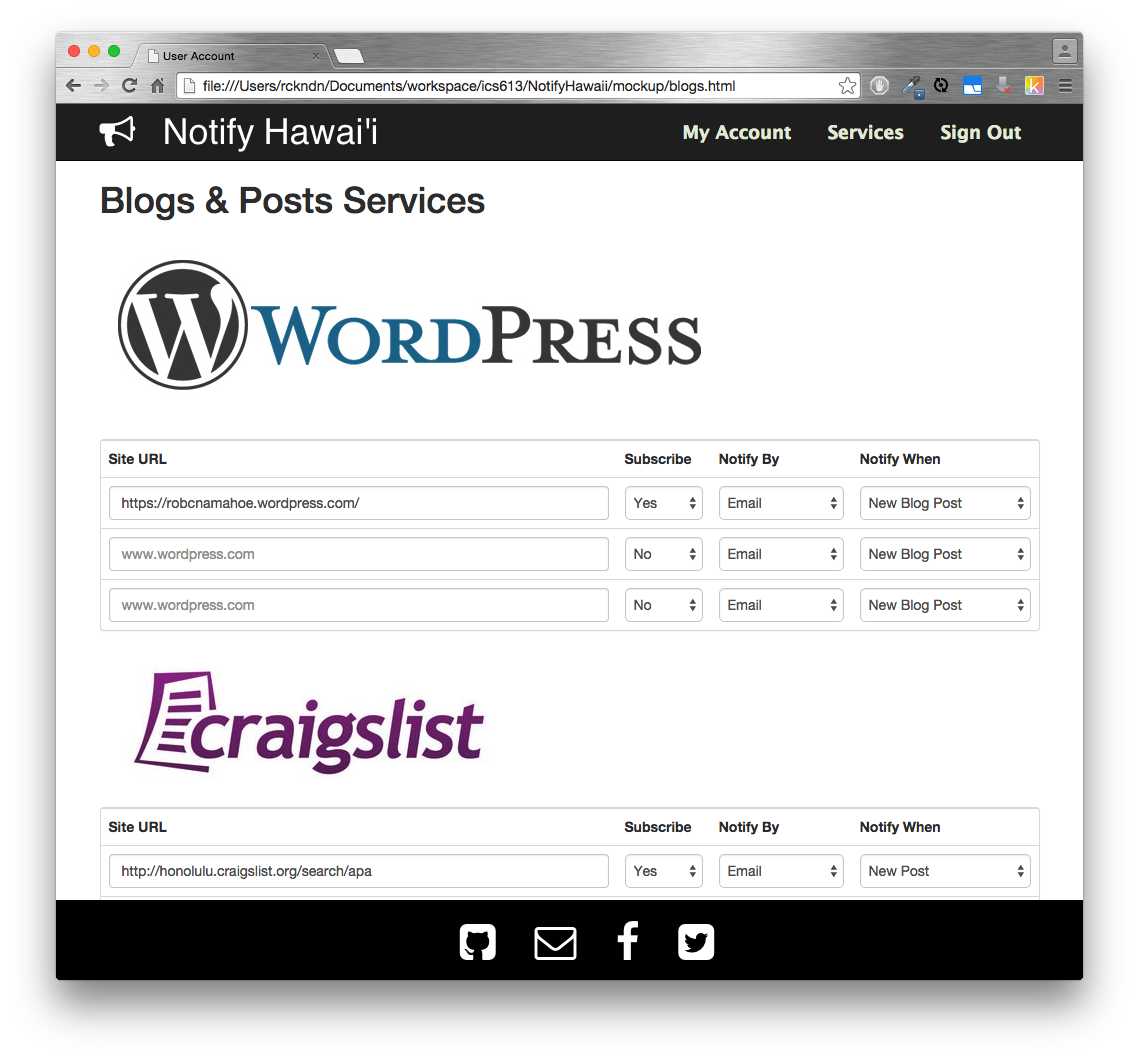 User Account
file:///Users/rckndn/Documents/workspace/ics613/NotifyHawaii/mockup/blogs.html
Notify Hawai'i My Account Services Sign Out
Blogs & Posts Services
WORDPRESS
Site URL Subscribe Notify By Notify When
https://robcnamahoe.wordpress.com/ Yes Email New Blog Post
www.wordpress.com No Email New Blog Post
www.wordpress.com No Email New Blog Post
craigslist
Site URL Subscribe Notify By Notify When
http://honolulu.craigslist.org/search/apa Yes Email New Post